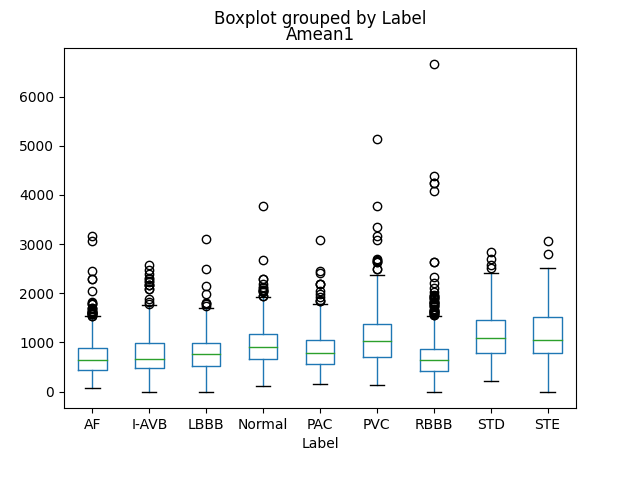 Boxplot grouped by Label
Amean1
6000
5000
4000
3000
2000
1000
0
AF I-AVB LBBB Normal PAC PVC RBBB STD STE
Label